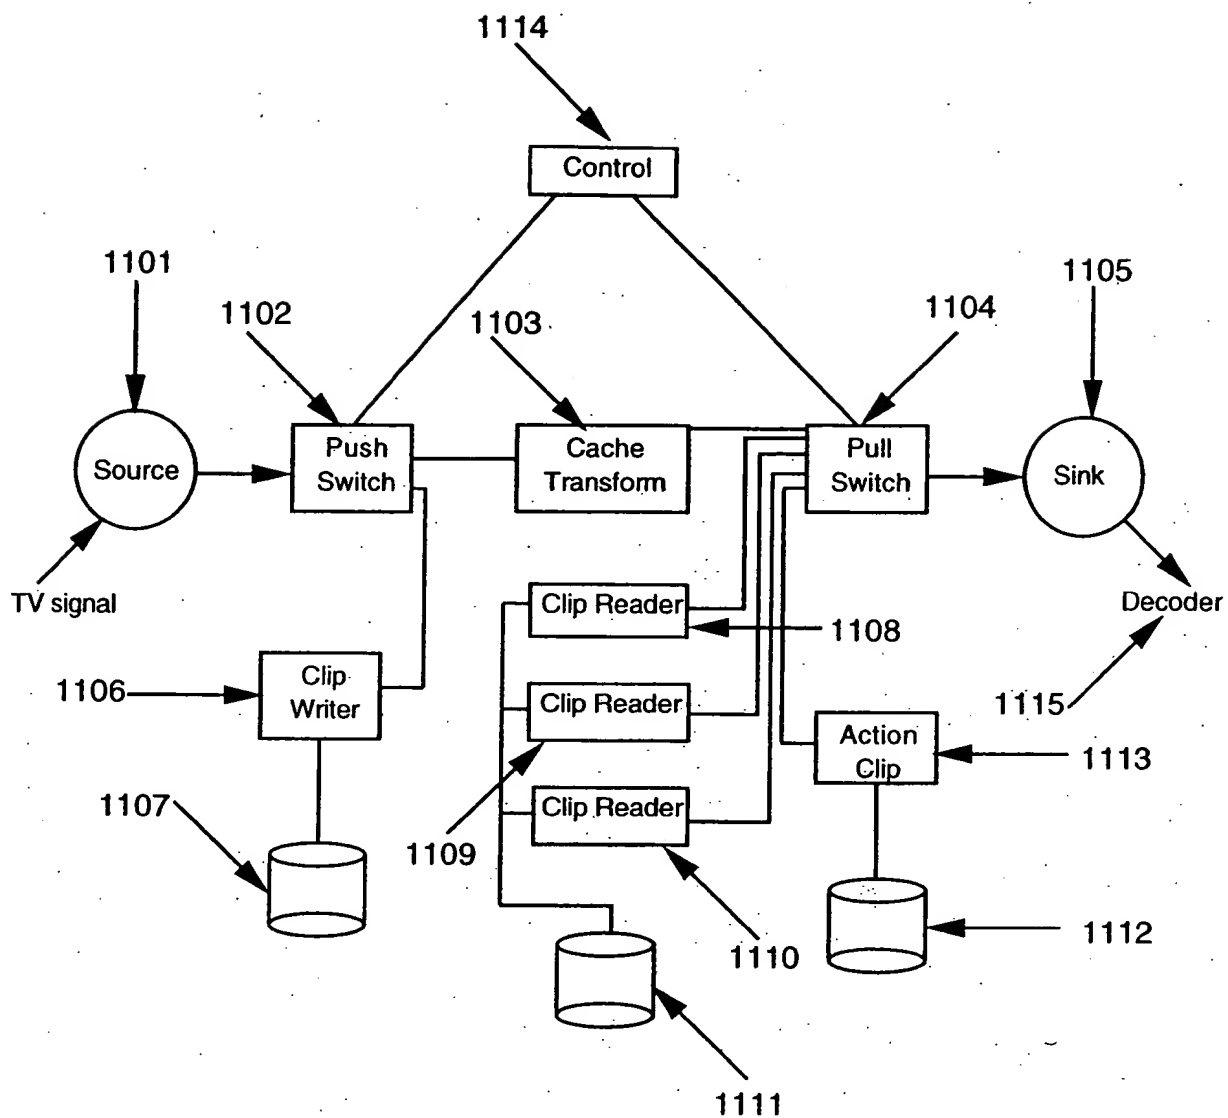 1114
Control
1101
1102
1103
1104
1105
Source
Push
Switch
Cache
Transform
Pull
Switch
Sink
TV signal
Decoder
Clip Reader
1108
1106
Clip
Writer
Clip Reader
1115
Action
Clip
1113
1107
Clip Reader
1109
1110
1112
1111